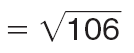 = √106